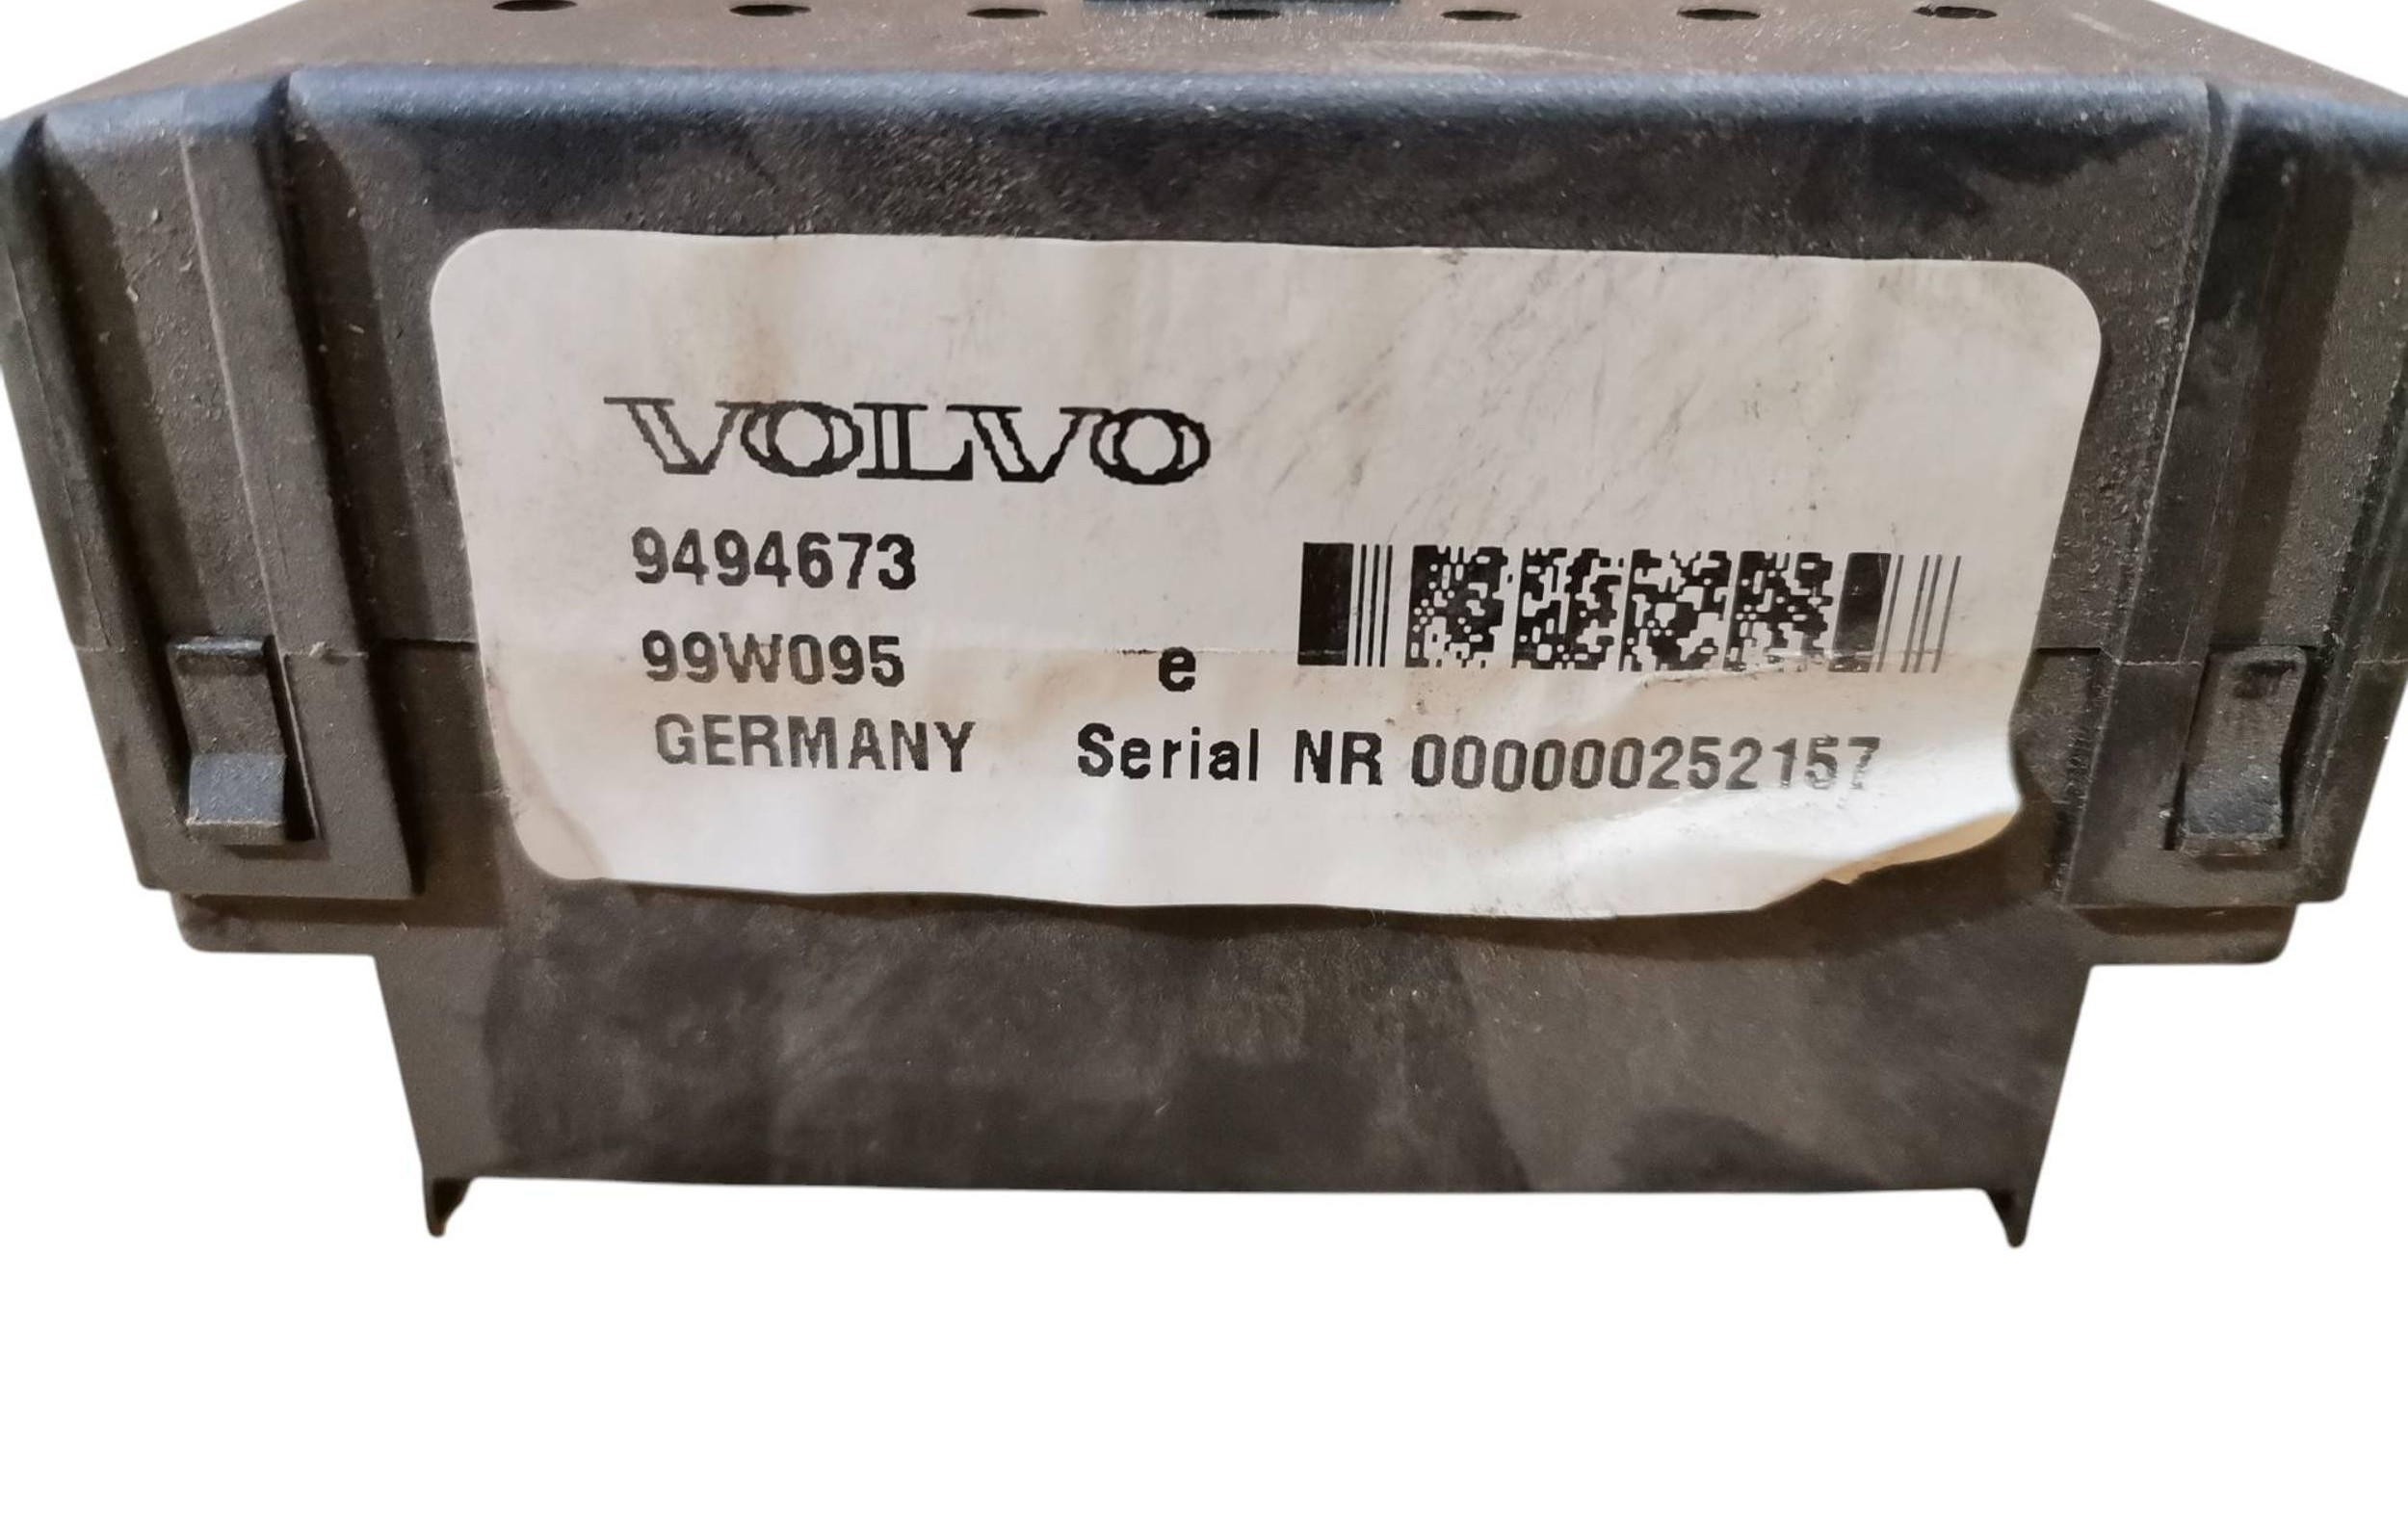 VOLVO
9494673
99W095 e
GERMANY Serial NR 000000252157